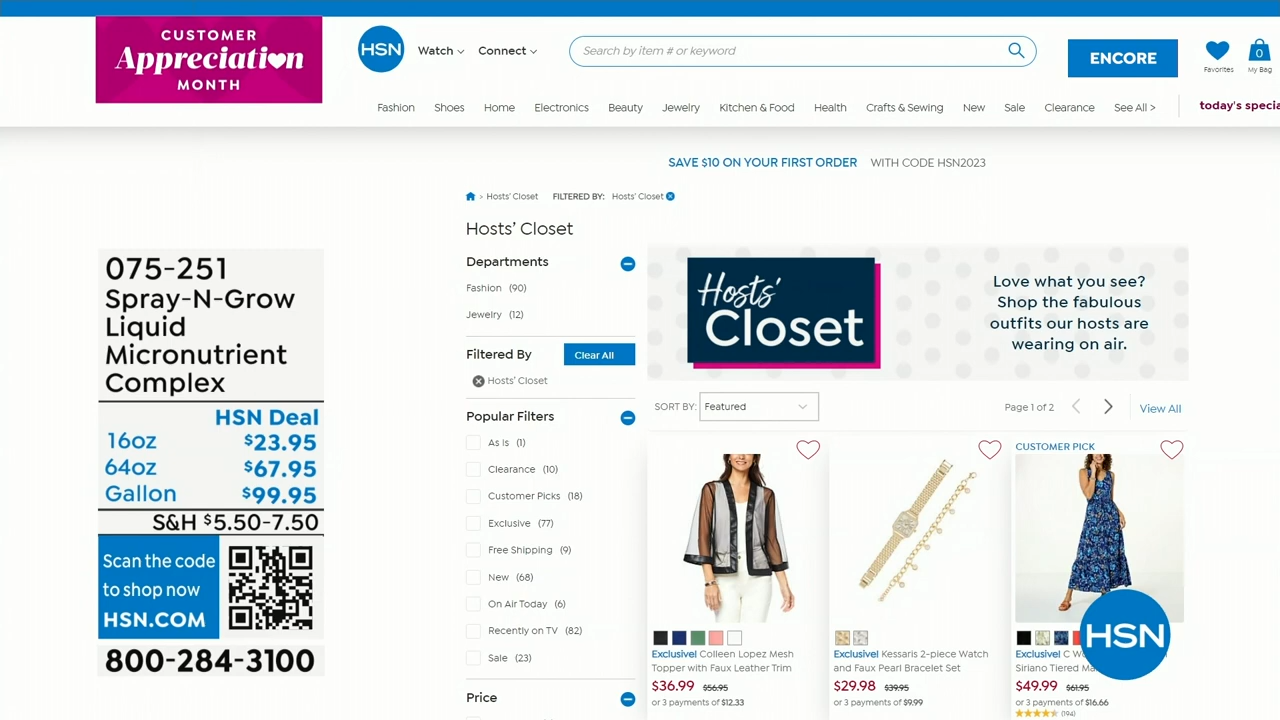 CUSTOMER
Appreciation
MONTH
HSN
Watch
Connect
Search by item # or keyword
ENCORE
Favorites
0
My Bag
Fashion
Shoes
Home
Electronics
Beauty
Jewelry
Kitchen & Food
Health
Crafts & Sewing
New
Sale
Clearance
See All >
today's specia
SAVE $10 ON YOUR FIRST ORDER WITH CODE HSN2023
> Hosts' Closet FILTERED BY: Hosts' Closet
Hosts' Closet
Departments
Fashion (90)
Jewelry (12)
Filtered By
Clear All
Hosts' Closet
Popular Filters
As Is (1)
Clearance (10)
Customer Picks (18)
Exclusive (77)
Free Shipping (9)
New (68)
On Air Today (6)
Recently on TV (82)
Sale (23)
Price
Hosts'
Closet
Love what you see?
Shop the fabulous
outfits our hosts are
wearing on air.
SORT BY: Featured
Page 1 of 2
View All
Exclusive! Colleen Lopez Mesh
Topper with Faux Leather Trim
$36.99 $56.95
or 3 payments of $12.33
Exclusive! Kessaris 2-piece Watch
and Faux Pearl Bracelet Set
$29.98 $39.95
or 3 payments of $9.99
CUSTOMER PICK
Exclusive! C W
Siriano Tiered Ma
$49.99 $61.95
or 3 payments of $16.66
(194)
HSN
075-251
Spray-N-Grow
Liquid
Micronutrient
Complex
HSN Deal
16oz $23.95
64oz $67.95
Gallon $99.95
S&H $5.50-7.50
Scan the code
to shop now
HSN.COM
800-284-3100